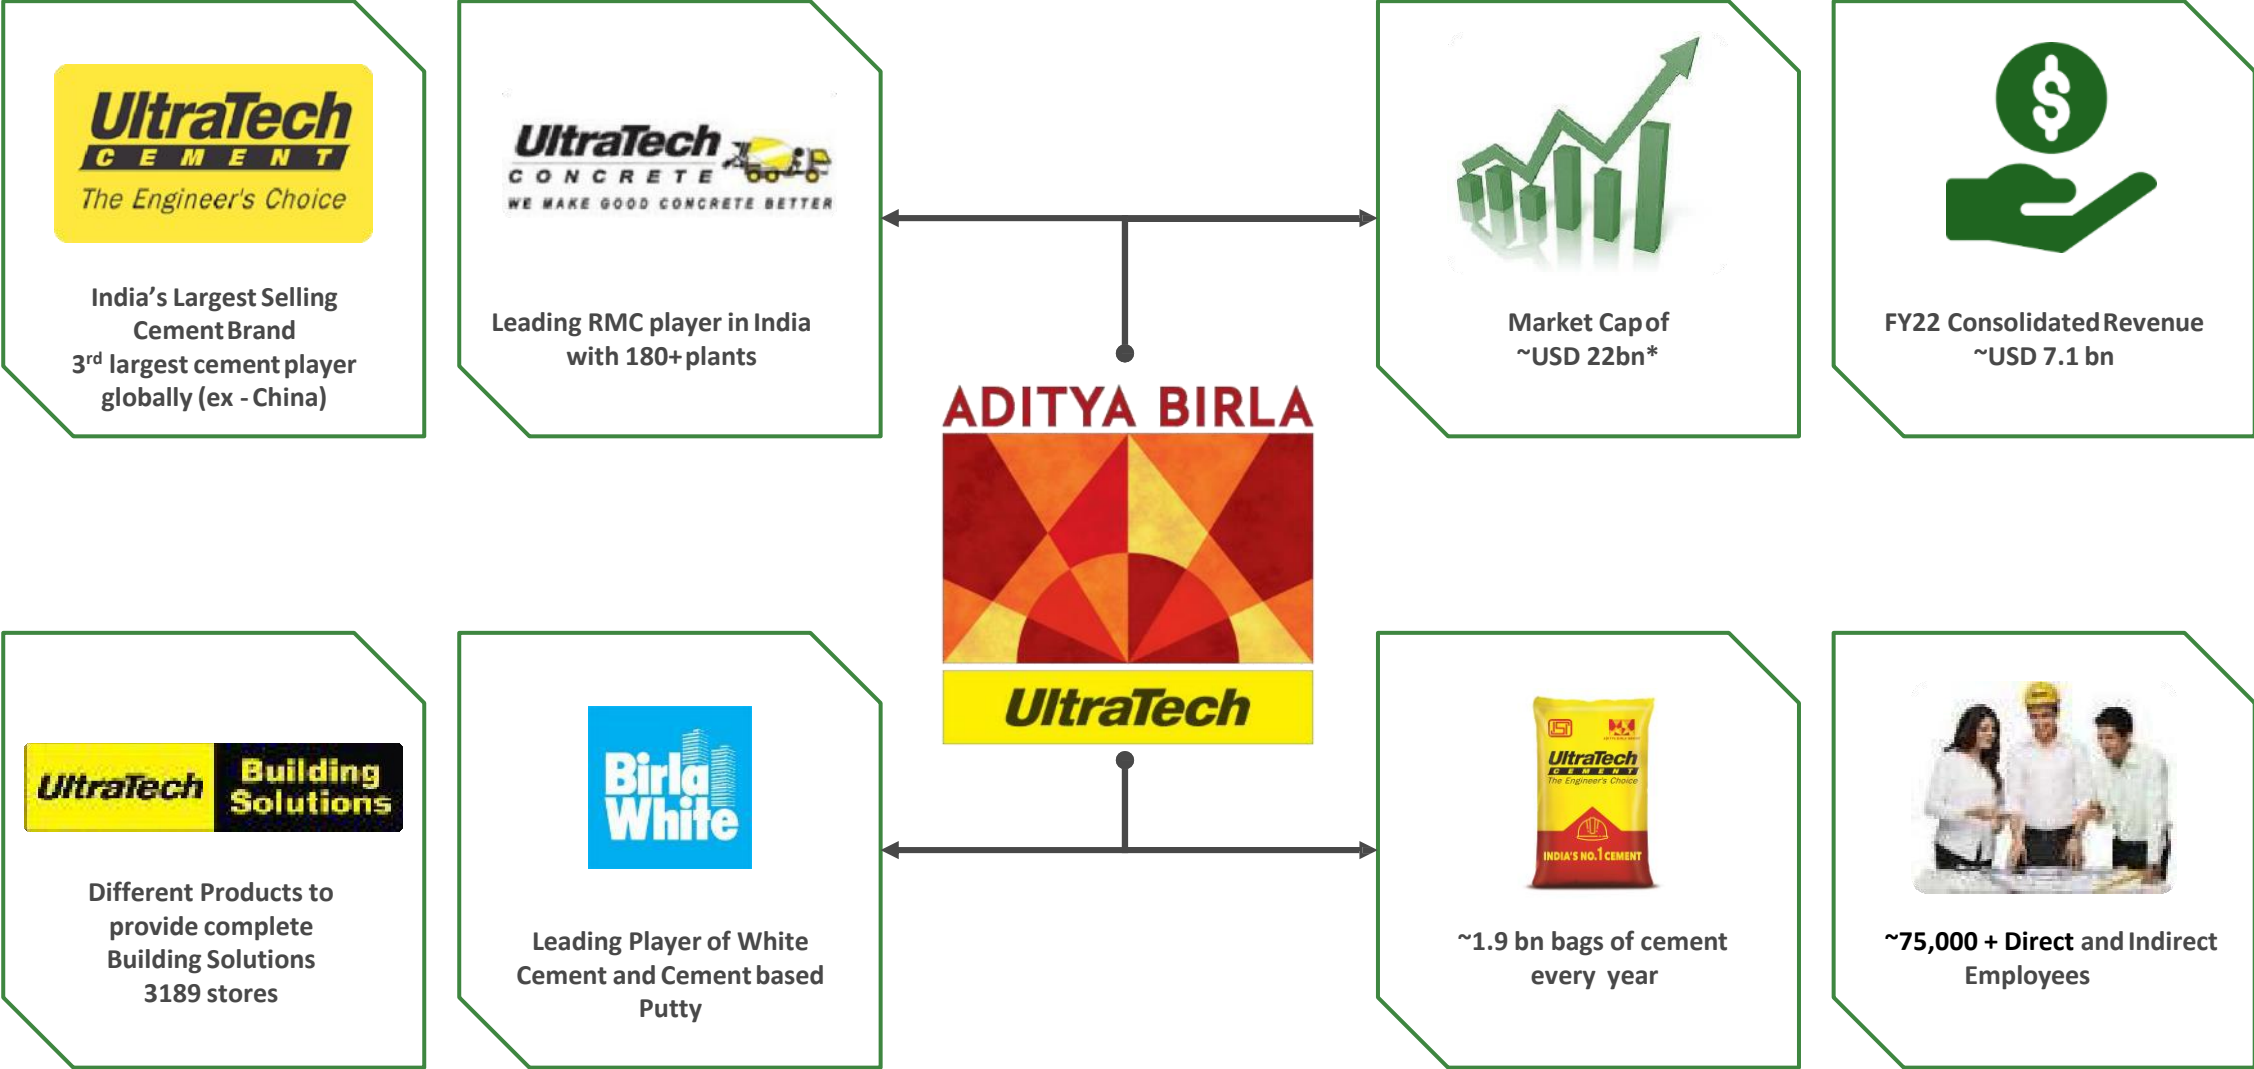 UltraTech
CEMENT
The Engineer's Choice
India's Largest Selling
Cement Brand
3rd largest cement player
globally (ex - China)
UltraTech
CONCRETE
WE MAKE GOOD CONCRETE BETTER
Leading RMC player in India
with 180+ plants
Market Cap of
~USD 22bn*
$
FY22 Consolidated Revenue
~USD 7.1 bn
ADITYA BIRLA
UltraTech
UltraTech
Building
Solutions
Different Products to
provide complete
Building Solutions
3189 stores
Birla
White
Leading Player of White
Cement and Cement based
Putty
ISI
UltraTech
CEMENT
The Engineer's Choice
INDIA'S NO.1 CEMENT
~1.9 bn bags of cement
every year
~75,000 + Direct and Indirect
Employees